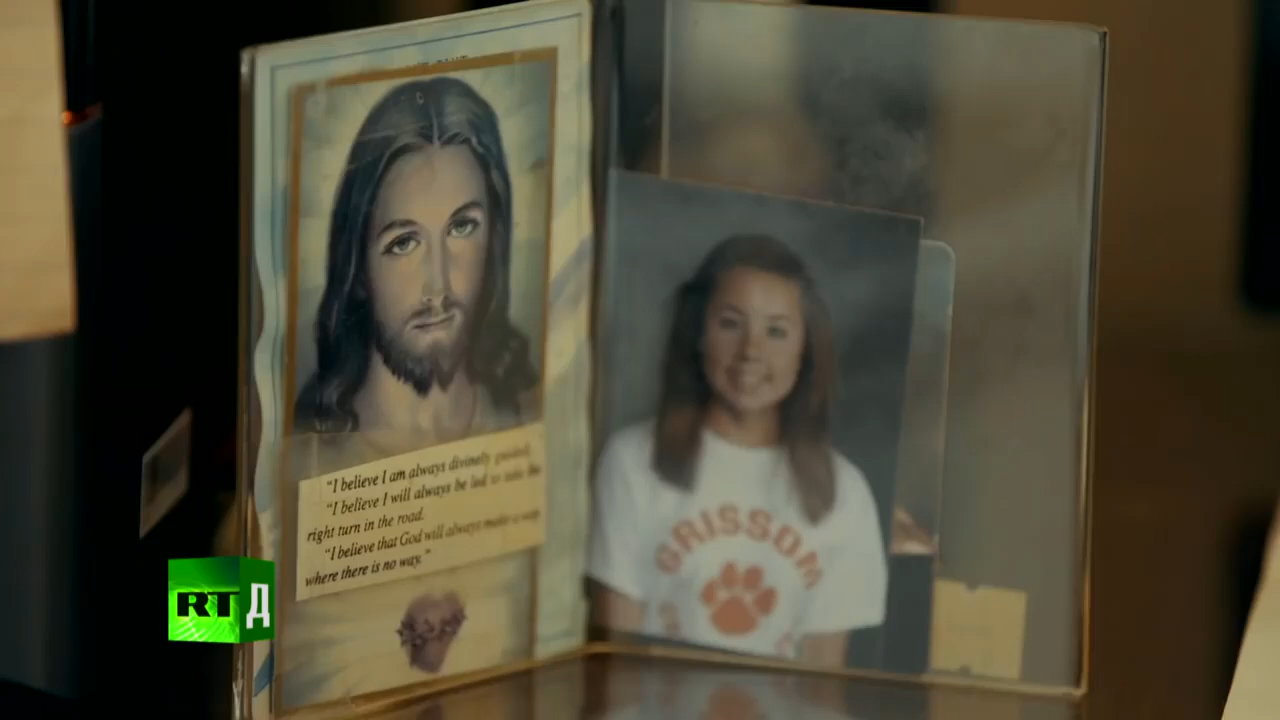 "I believe I am always divinely guided.
"I believe I will always be led to take the
right turn in the road.
"I believe that God will always make a way
where there is no way."
GRISSOM
RTД